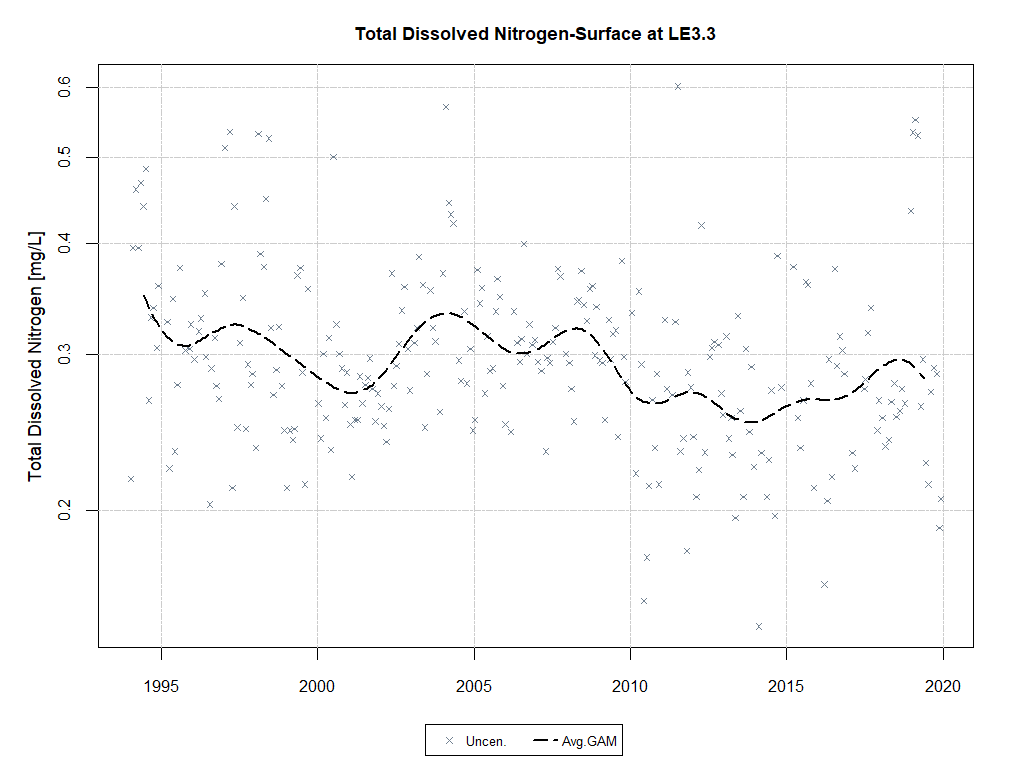 Total Dissolved Nitrogen-Surface at LE3.3
Total Dissolved Nitrogen [mg/L]
0.6
0.5
0.4
0.3
0.2
1995 2000 2005 2010 2015 2020
Uncen. Avg.GAM